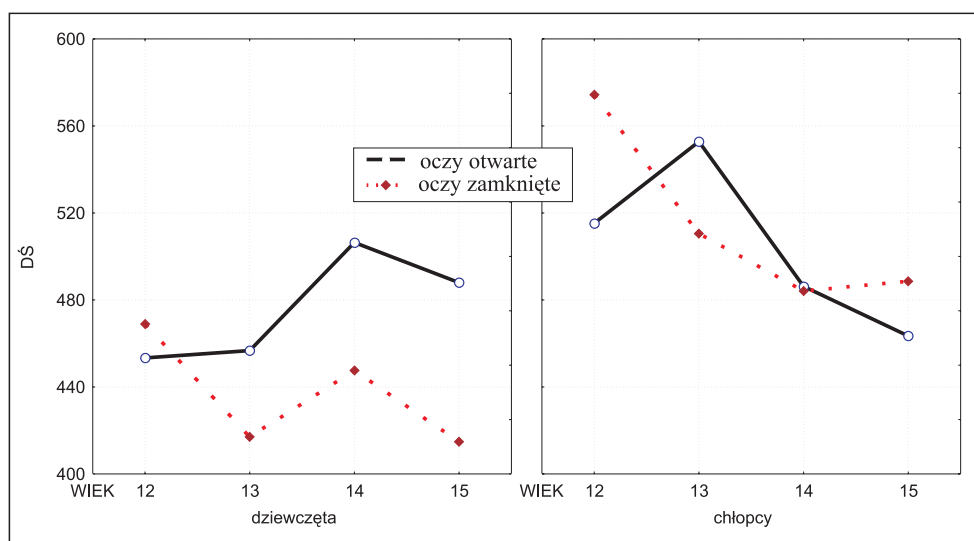 600
560
520
480
440
400
DŚ
oczy otwarte
oczy zamknięte
WIEK 12 13 14 15
WIEK 12 13 14 15
dziewczęta
chłopcy